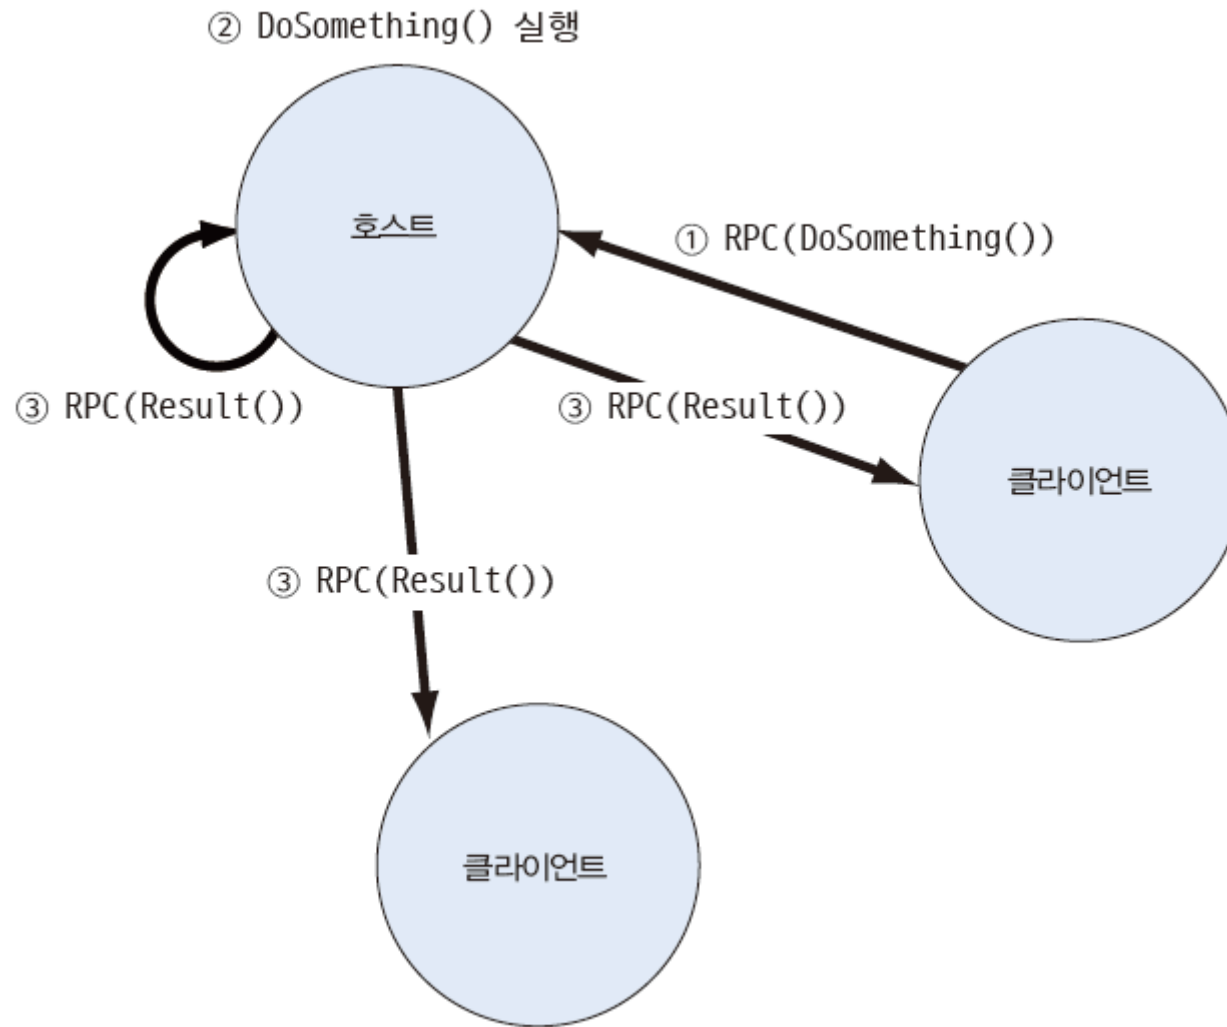 ② DoSomething() 실행
호스트
① RPC(DoSomething())
③ RPC(Result())
③ RPC(Result())
클라이언트
③ RPC(Result())
클라이언트